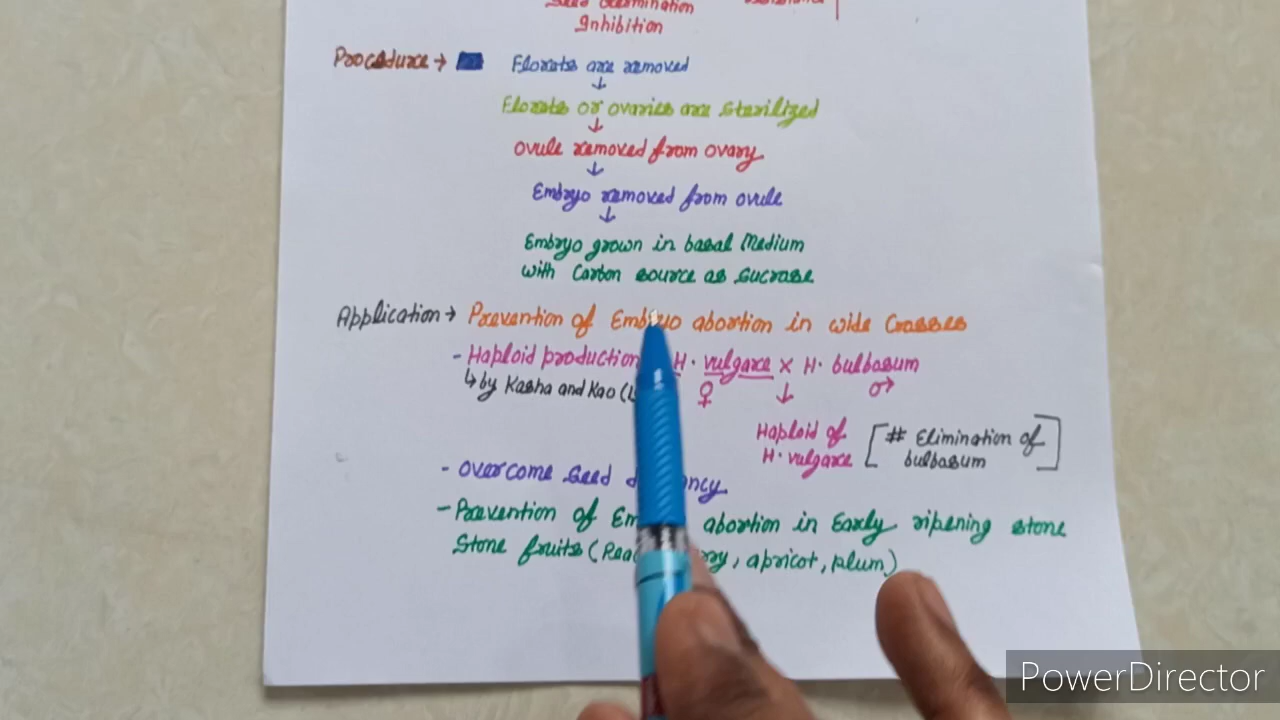 Inhibition
Procedure → Florets are removed
↓
Florets or ovaries are sterilized
↓
Ovule removed from ovary
↓
Embryo removed from ovule
↓
Embryo grown in basal Medium
with Carbon source as sucrase
Application → Prevention of Embryo abortion in wide Crosses
- Haploid production H. vulgare × H. bulbosum
↳ by Kasha and Kao ( ♀ ↓ ♂
Haploid of [ # Elimination of
H. vulgare bulbosum ]
- Overcome seed
- Prevention of abortion in Early ripening stone
Stone fruits ( , apricot, plum)
PowerDirector